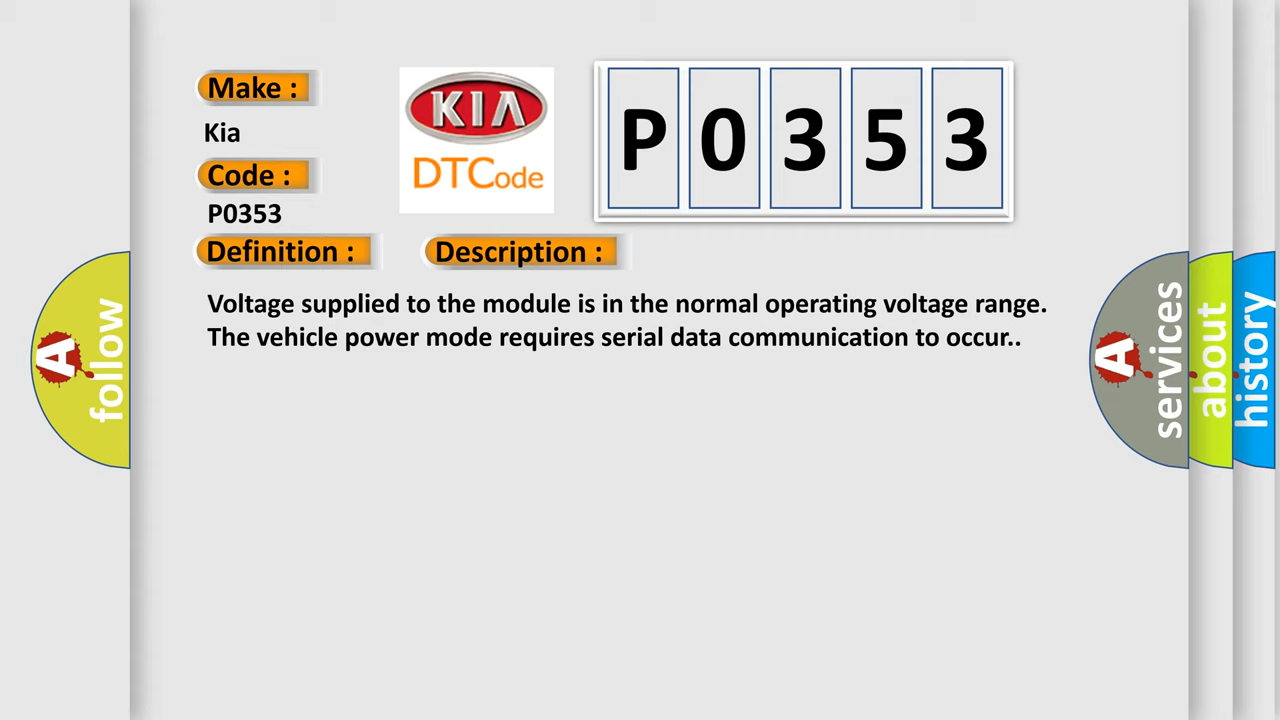 Make :
Kia
Code :
P0353
Definition :
Description :
KIA
DTCode
P0353
Voltage supplied to the module is in the normal operating voltage range.
The vehicle power mode requires serial data communication to occur..
A follow
A services
about
history